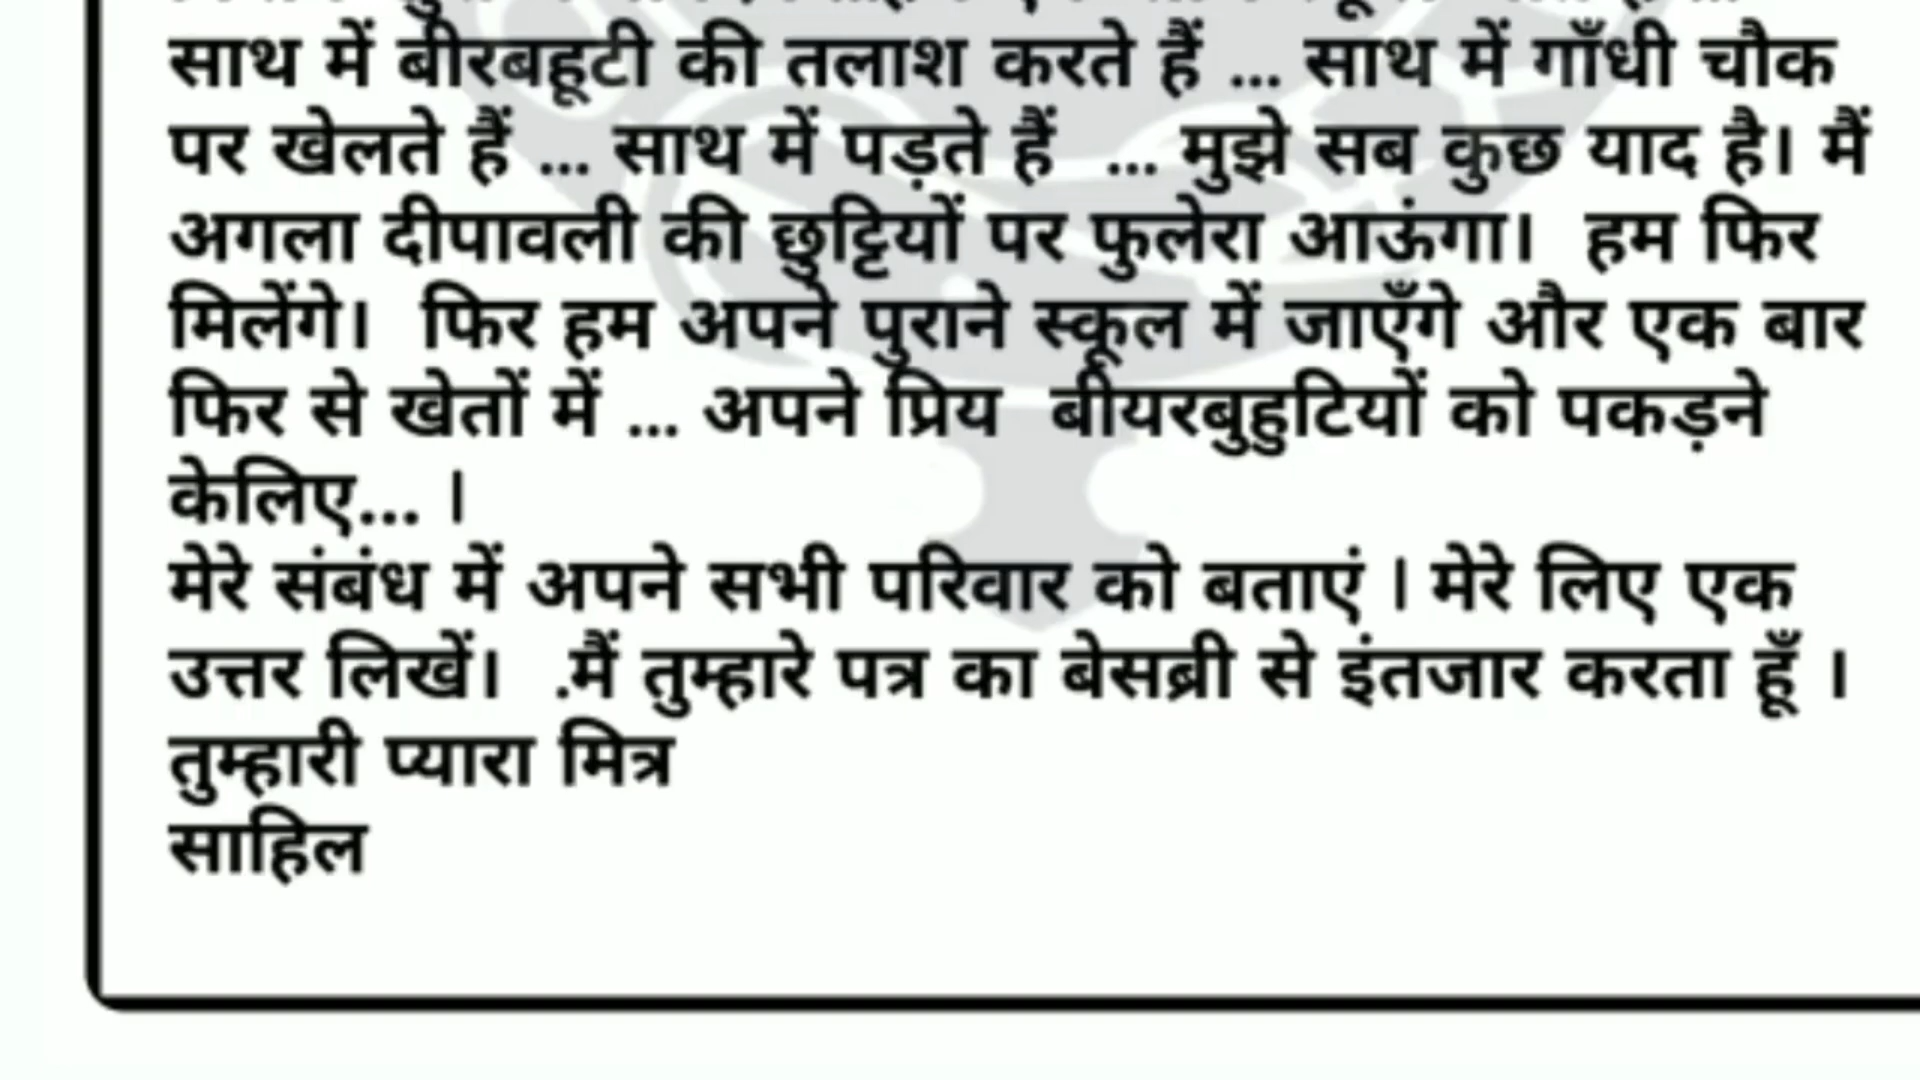 साथ में बीरबहूटी की तलाश करते हैं ... साथ में गाँधी चौक
पर खेलते हैं ... साथ में पड़ते हैं ... मुझे सब कुछ याद है। मैं
अगला दीपावली की छुट्टियों पर फुलेरा आऊंगा। हम फिर
मिलेंगे। फिर हम अपने पुराने स्कूल में जाएँगे और एक बार
फिर से खेतों में ... अपने प्रिय बीयरबुहुटियों को पकड़ने
केलिए... ।
मेरे संबंध में अपने सभी परिवार को बताएं । मेरे लिए एक
उत्तर लिखें। .मैं तुम्हारे पत्र का बेसब्री से इंतजार करता हूँ ।
तुम्हारी प्यारा मित्र
साहिल